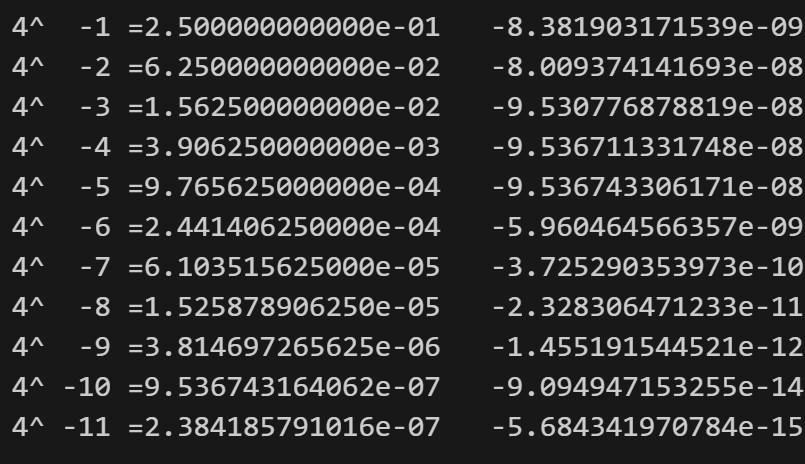 4^  -1 =2.500000000000e-01   -8.381903171539e-09
4^  -2 =6.250000000000e-02   -8.009374141693e-08
4^  -3 =1.562500000000e-02   -9.530776878819e-08
4^  -4 =3.906250000000e-03   -9.536711331748e-08
4^  -5 =9.765625000000e-04   -9.536743306171e-08
4^  -6 =2.441406250000e-04   -5.960464566357e-09
4^  -7 =6.103515625000e-05   -3.725290353973e-10
4^  -8 =1.525878906250e-05   -2.328306471233e-11
4^  -9 =3.814697265625e-06   -1.455191544521e-12
4^ -10 =9.536743164062e-07   -9.094947153255e-14
4^ -11 =2.384185791016e-07   -5.684341970784e-15